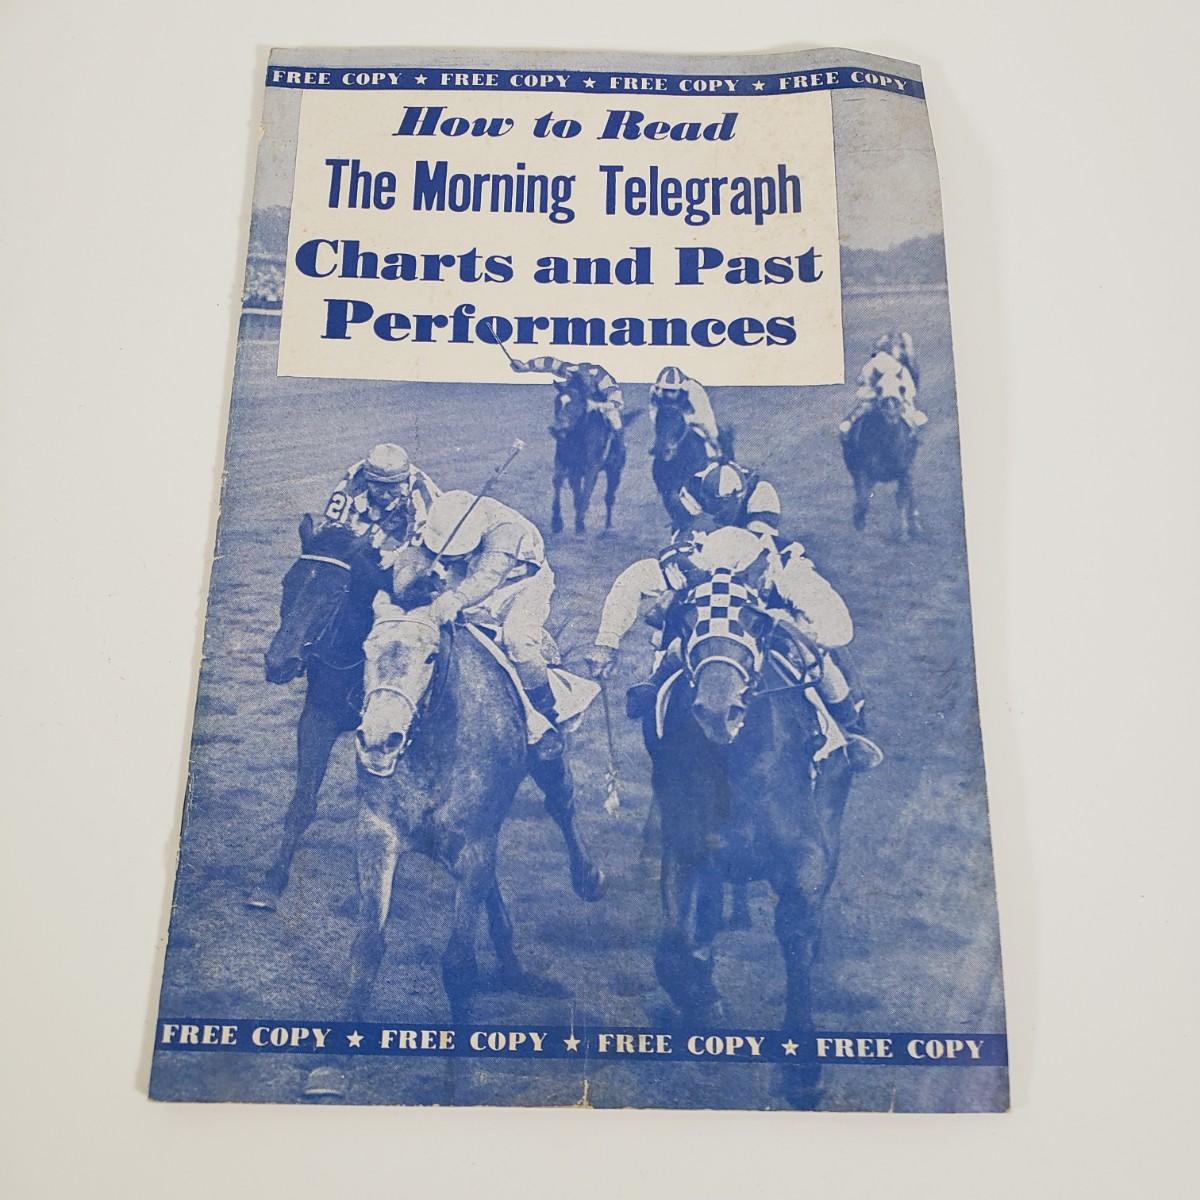 FREE COPY ★ FREE COPY ★ FREE COPY ★ FREE COPY
How to Read
The Morning Telegraph
Charts and Past
Performances
21
FREE COPY ★ FREE COPY ★ FREE COPY ★ FREE COPY